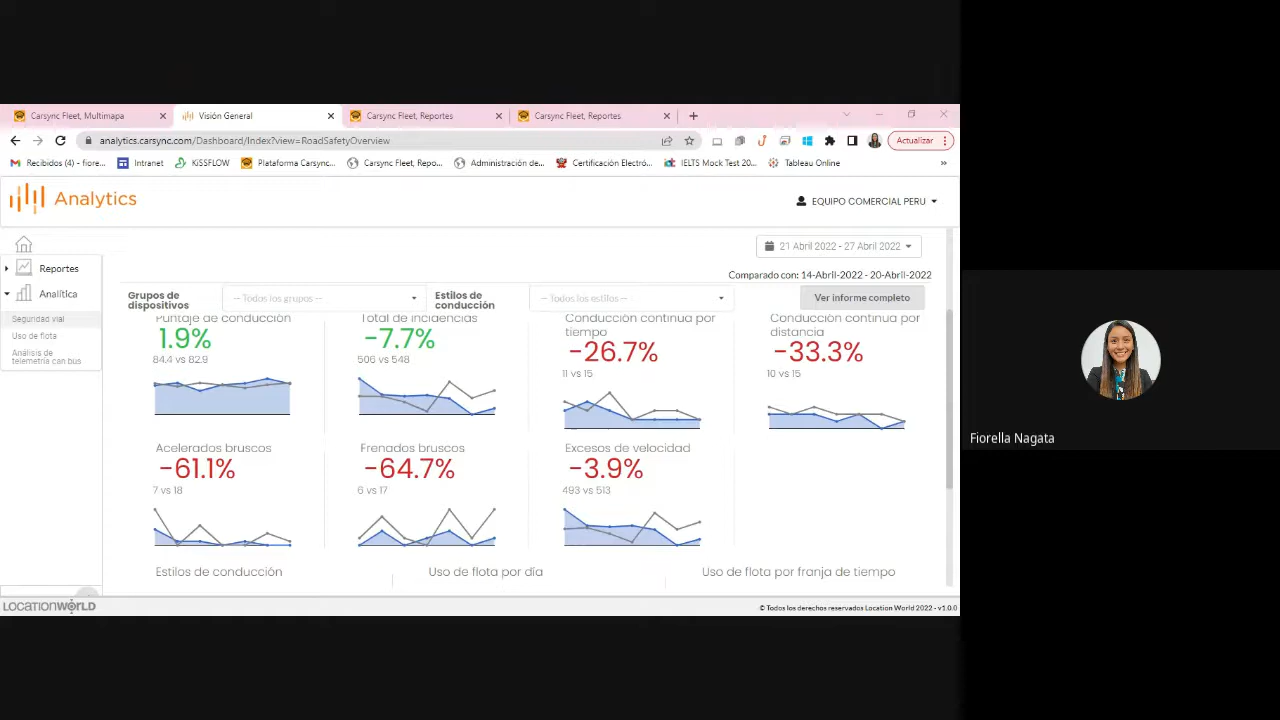 Carsync Fleet, Multimapa
Visión General
Carsync Fleet, Reportes
Carsync Fleet, Reportes
analytics.carsync.com/Dashboard/Index?view=RoadSafetyOverview
Actualizar
Recibidos (4) - fiore...
Intranet
KiSSFLOW
Plataforma Carsync...
Carsync Fleet, Repo...
Administración de...
Certificación Electró...
IELTS Mock Test 20...
Tableau Online
»
Analytics
EQUIPO COMERCIAL PERU
21 Abril 2022 - 27 Abril 2022
Reportes
Comparado con: 14-Abril-2022 - 20-Abril-2022
Analítica
Grupos de
dispositivos
-- Todos los grupos --
Estilos de
conducción
-- Todos los estilos --
Ver informe completo
Seguridad vial
Uso de flota
Análisis de
telemetría can bus
Puntaje de conducción
1.9%
84.4 vs 82.9
Total de incidencias
-7.7%
506 vs 548
Conducción continua por
tiempo
-26.7%
11 vs 15
Conducción continua por
distancia
-33.3%
10 vs 15
Acelerados bruscos
-61.1%
7 vs 18
Frenados bruscos
-64.7%
6 vs 17
Excesos de velocidad
-3.9%
493 vs 513
Estilos de conducción
Uso de flota por día
Uso de flota por franja de tiempo
LOCATIONWORLD
© Todos los derechos reservados Location World 2022 - v1.0.0
Fiorella Nagata